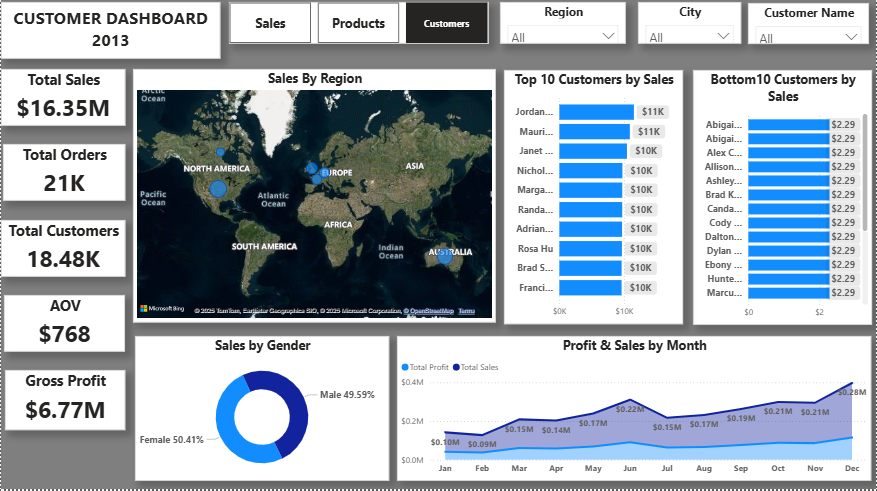 CUSTOMER DASHBOARD
2013
Sales
Products
Customers
Region
All
City
All
Customer Name
All
Total Sales
$16.35M
Total Orders
21K
Total Customers
18.48K
AOV
$768
Gross Profit
$6.77M
Sales By Region
Arctic
Ocean
Arctic
Ocean
NORTH AMERICA
EUROPE
ASIA
Pacific
Ocean
Atlantic
Ocean
AFRICA
SOUTH AMERICA
Indian
Ocean
AUSTRALIA
Microsoft Bing
© 2025 TomTom, Earthstar Geographics SIO, © 2025 Microsoft Corporation, © OpenStreetMap Terms
Top 10 Customers by Sales
Jordan... $11K
Mauri... $11K
Janet ... $10K
Nichol... $10K
Marga... $10K
Randa... $10K
Adrian... $10K
Rosa Hu $10K
Brad S... $10K
Franci... $10K
$0K $10K
Bottom10 Customers by
Sales
Abigai... $2.29
Abigai... $2.29
Alex C... $2.29
Allison... $2.29
Ashley... $2.29
Brad K... $2.29
Canda... $2.29
Cody ... $2.29
Dalton... $2.29
Dylan ... $2.29
Ebony ... $2.29
Hunte... $2.29
Marcu... $2.29
$0 $2
Sales by Gender
Male 49.59%
Female 50.41%
Profit & Sales by Month
Total Profit Total Sales
$0.4M
$0.2M
$0.0M
$0.10M $0.09M $0.15M $0.14M $0.17M $0.22M $0.15M $0.17M $0.19M $0.21M $0.21M $0.28M
Jan Feb Mar Apr May Jun Jul Aug Sep Oct Nov Dec